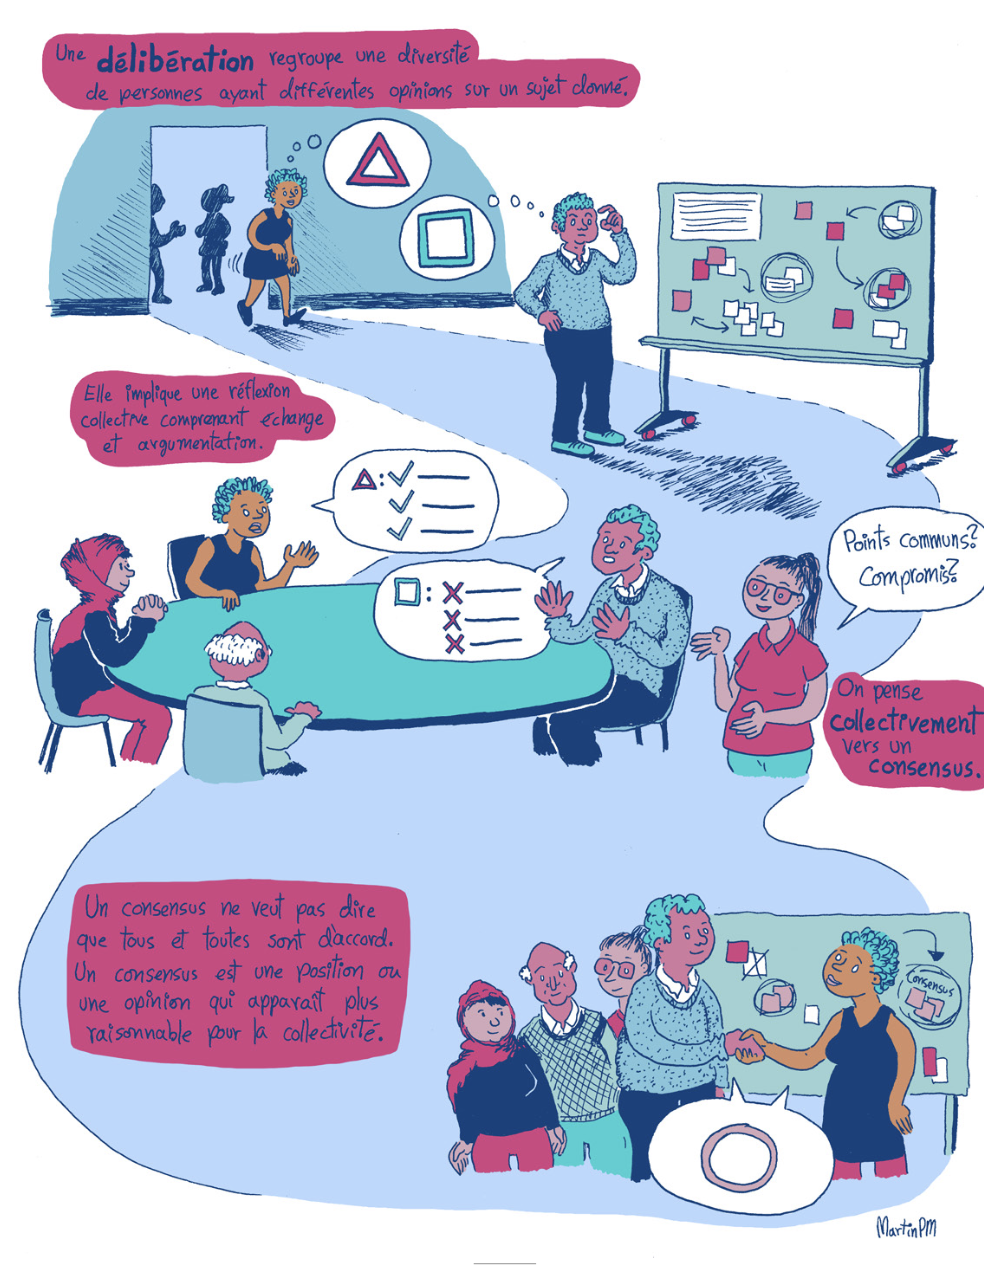 Une délibération regroupe une diversité
de personnes ayant différentes opinions sur un sujet donné.
Elle implique une réflexion
collective comprenant échange
et argumentation.
Points communs?
Compromis?
On pense
collectivement
vers un
consensus.
Un consensus ne veut pas dire
que tous et toutes sont d'accord.
Un consensus est une position ou
une opinion qui apparaît plus
raisonnable pour la collectivité.
Consensus
MartinPM